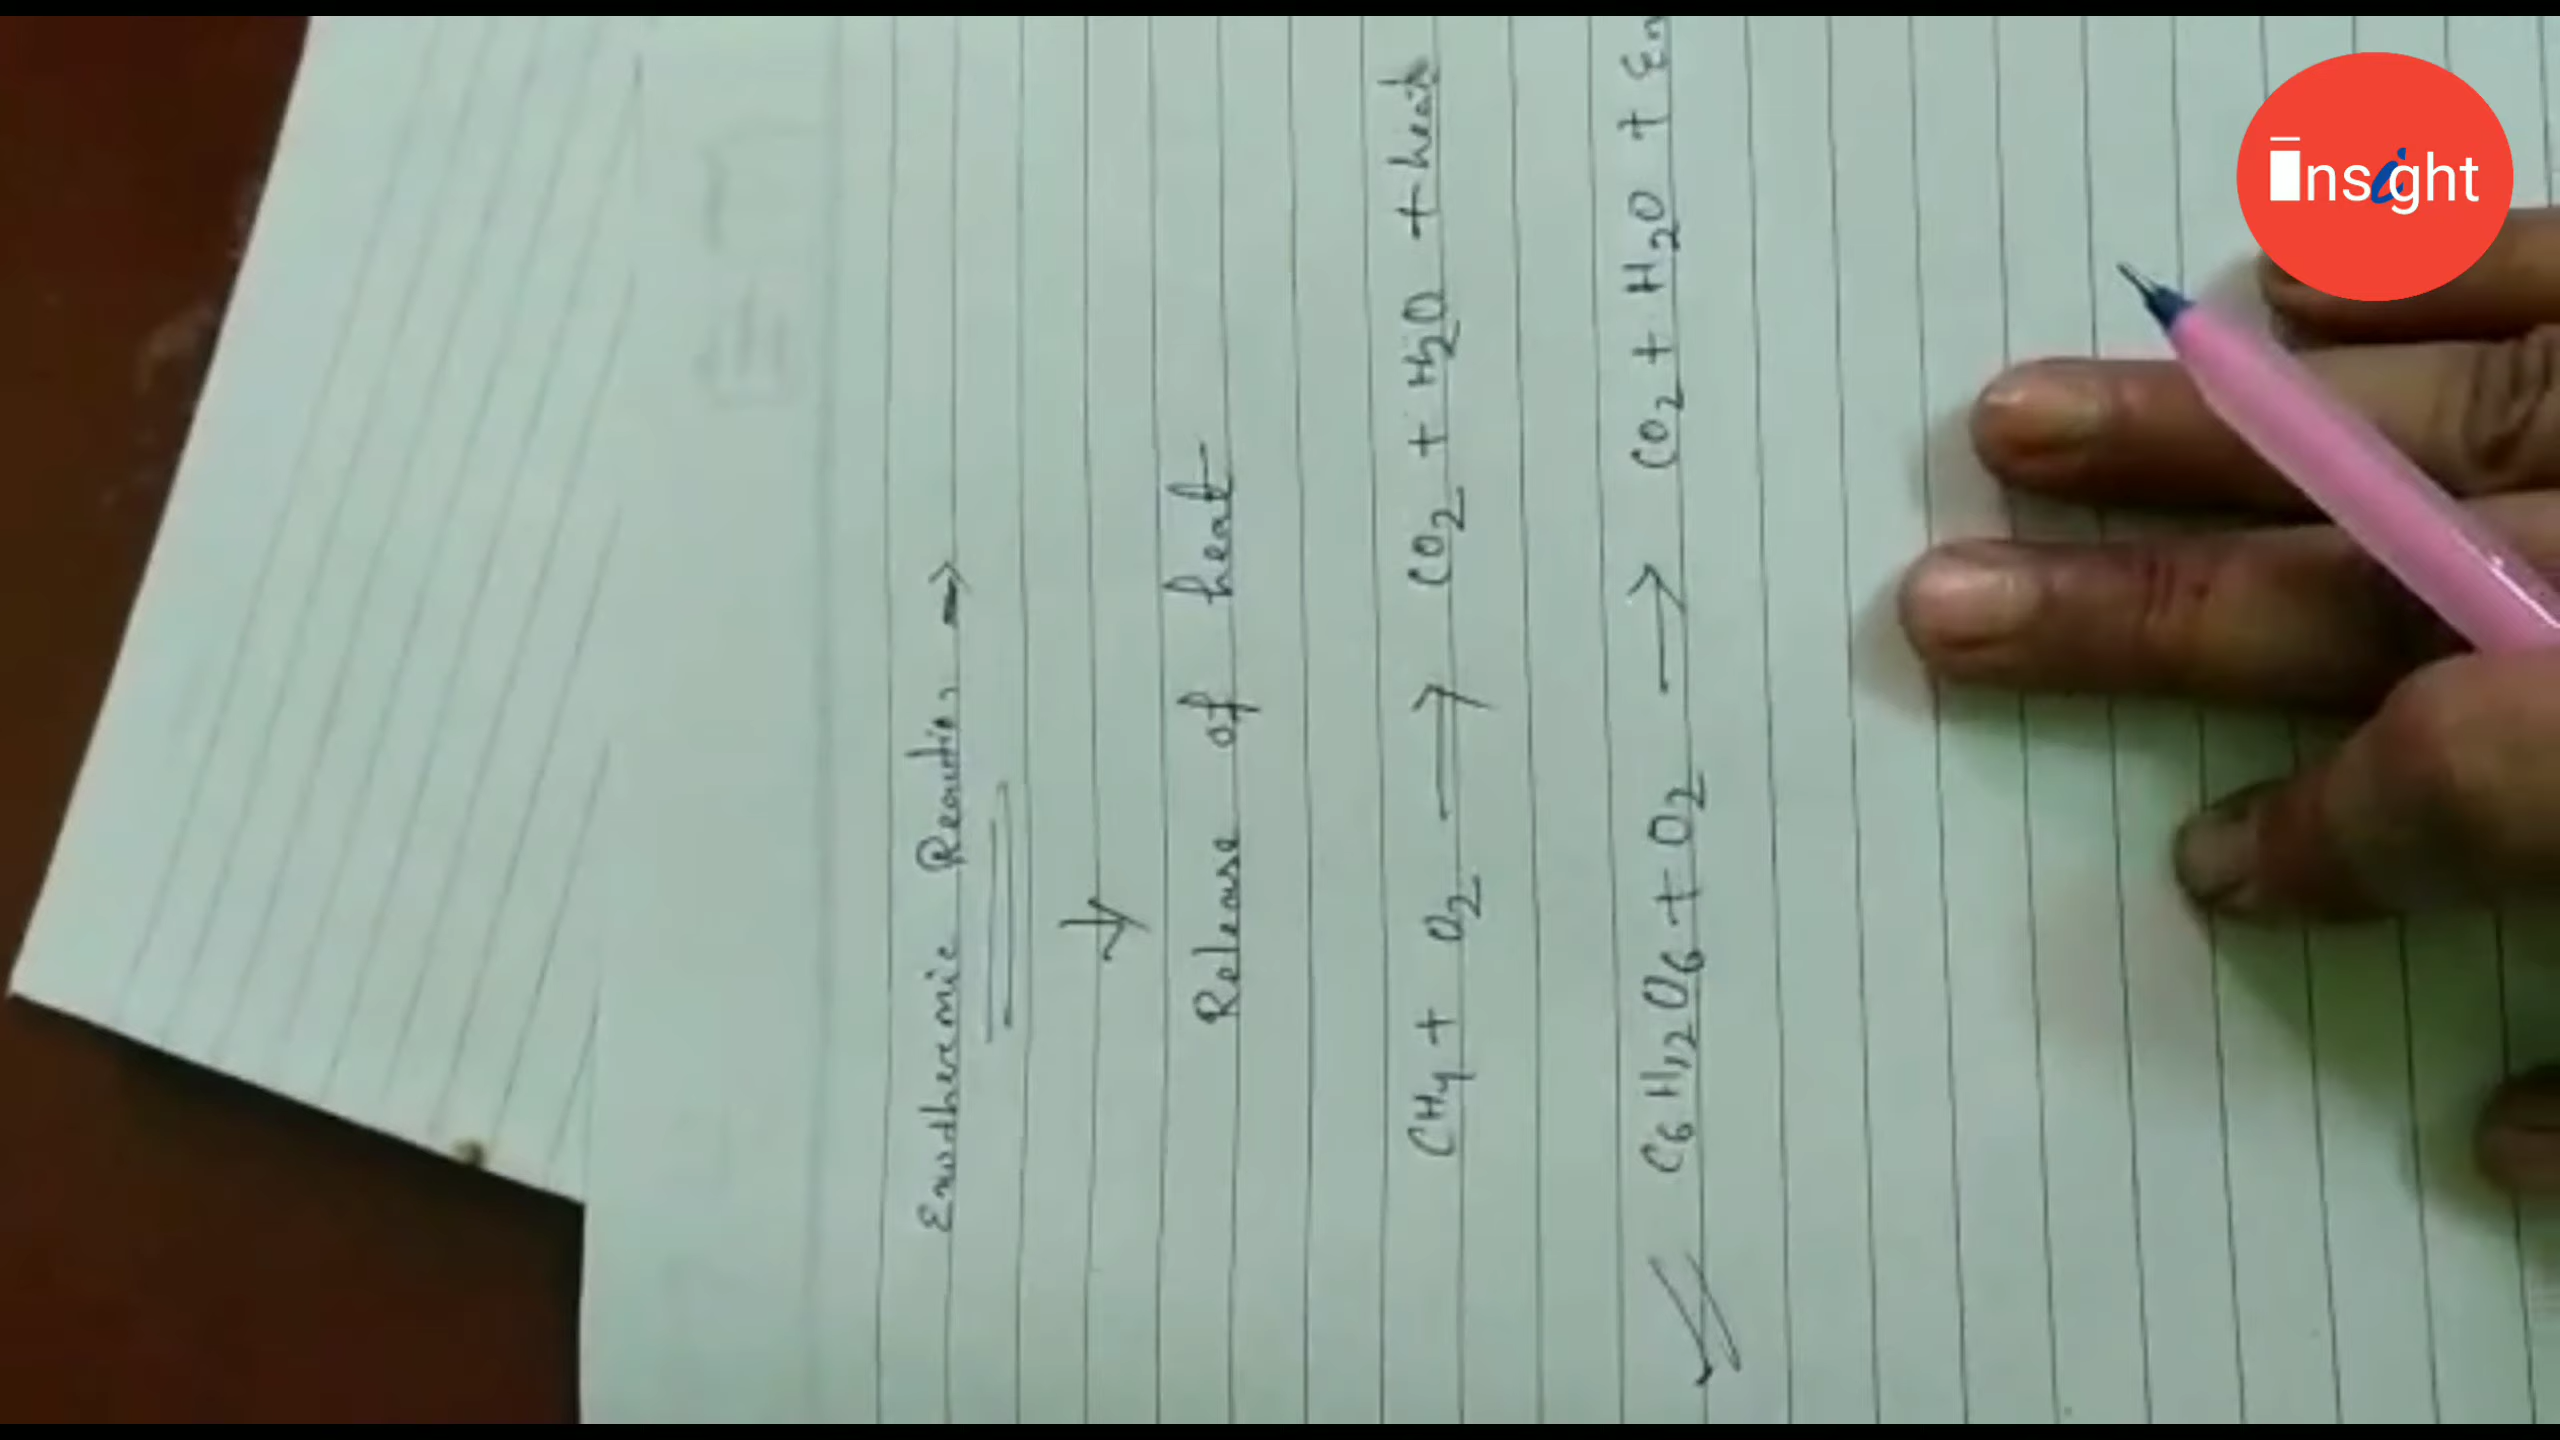 Exothermic Reaction →
↓
Release of heat
CH4 + O2 → CO2 + H2O + heat
C6H12O6 + O2 → CO2 + H2O + En
Insight